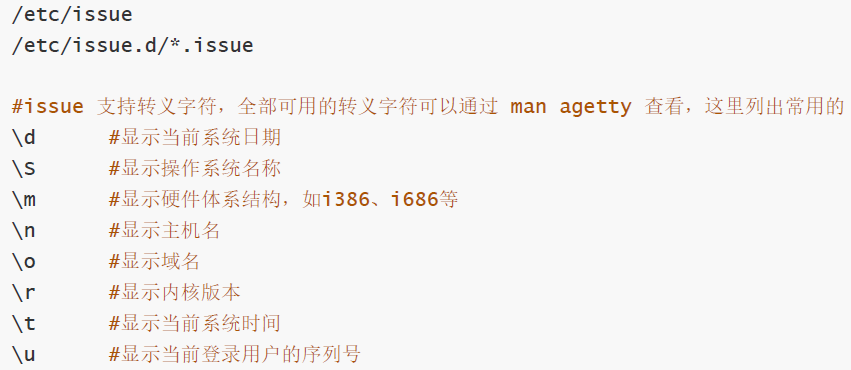 /etc/issue
/etc/issue.d/*.issue
#issue 支持转义字符，全部可用的转义字符可以通过 man agetty 查看，这里列出常用的
\d #显示当前系统日期
\S #显示操作系统名称
\m #显示硬件体系结构，如i386、i686等
\n #显示主机名
\o #显示域名
\r #显示内核版本
\t #显示当前系统时间
\u #显示当前登录用户的序列号